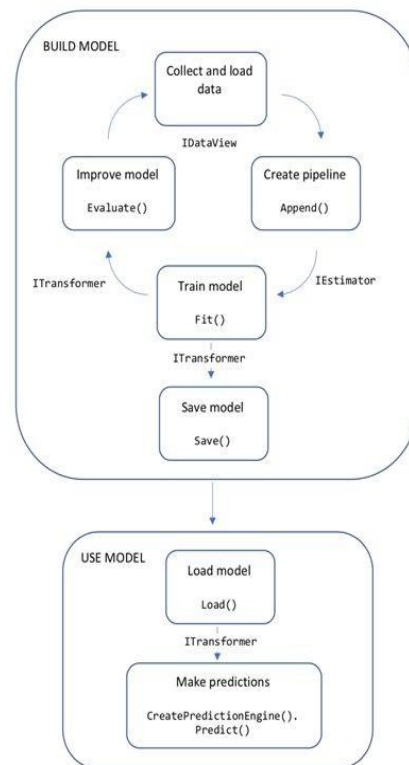 BUILD MODEL
Collect and load
data
IDataView
Improve model
Evaluate()
Create pipeline
Append()
ITransformer
IEstimator
Train model
Fit()
ITransformer
Save model
Save()
USE MODEL
Load model
Load()
ITransformer
Make predictions
CreatePredictionEngine().
Predict()